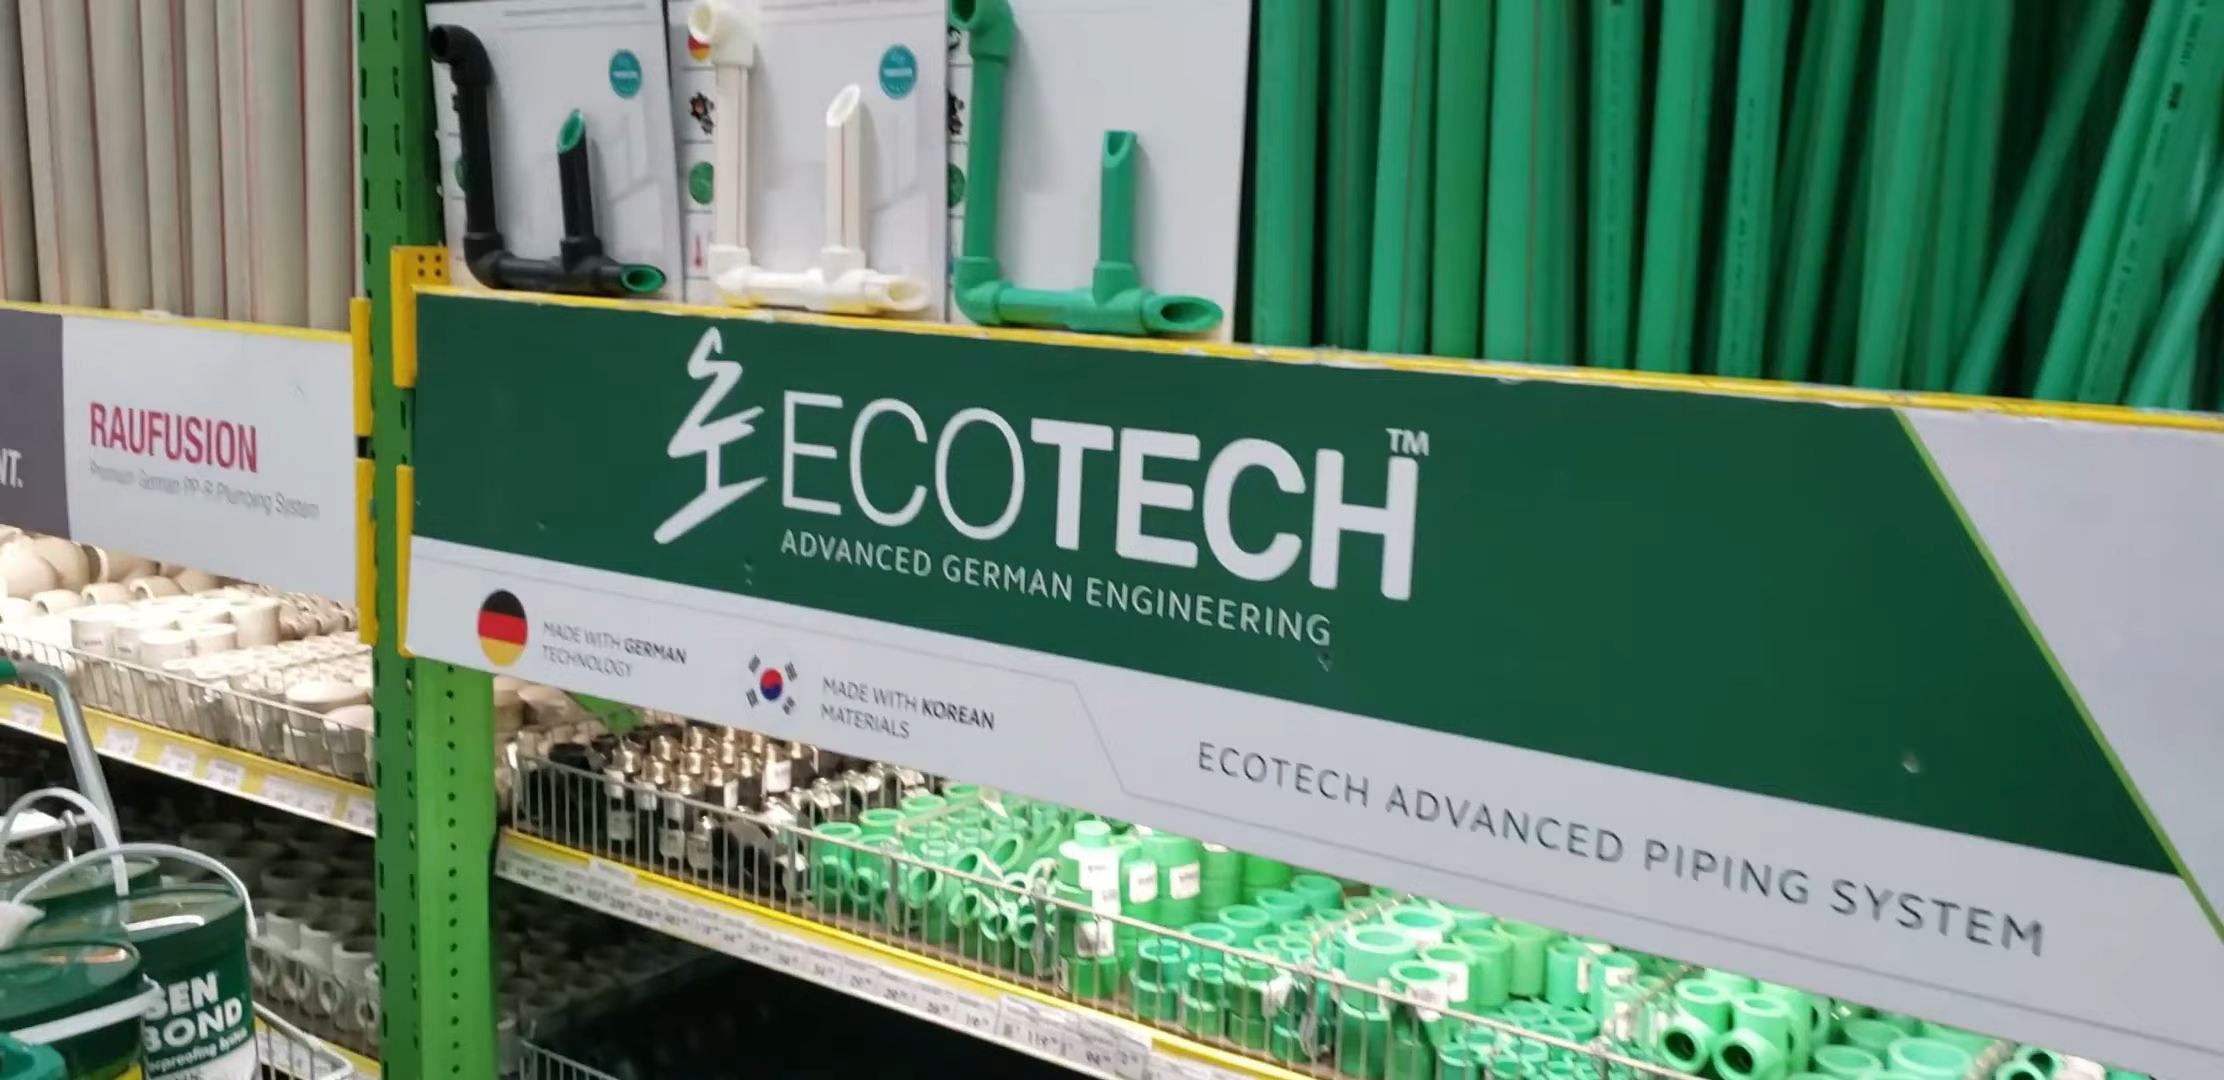 NT.
RAUFUSION
Premium German PP-R Plumbing System
ECOTECH™
ADVANCED GERMAN ENGINEERING
MADE WITH GERMAN
TECHNOLOGY
MADE WITH KOREAN
MATERIALS
ECOTECH ADVANCED PIPING SYSTEM
SEN
BOND